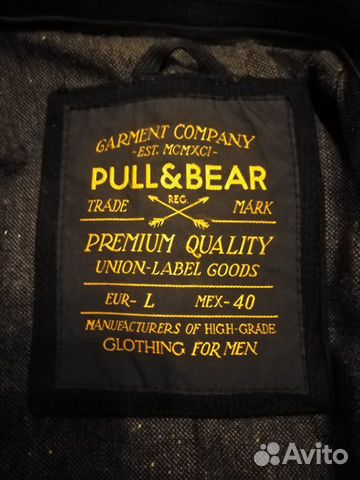 GARMENT COMPANY
-EST. MCMXCI-
PULL&BEAR
TRADE REG. MARK
PREMIUM QUALITY
UNION-LABEL GOODS
EUR- L MEX- 40
MANUFACTURERS OF HIGH-GRADE
CLOTHING FOR MEN
Avito